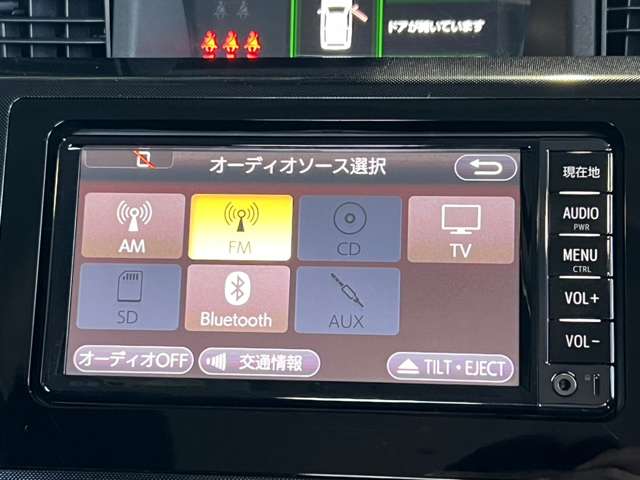 ドアが開いています
オーディオソース選択
現在地
AM
FM
CD
TV
AUDIO
PWR
MENU
CTRL
SD
Bluetooth
AUX
VOL+
VOL-
オーディオOFF
交通情報
TILT・EJECT